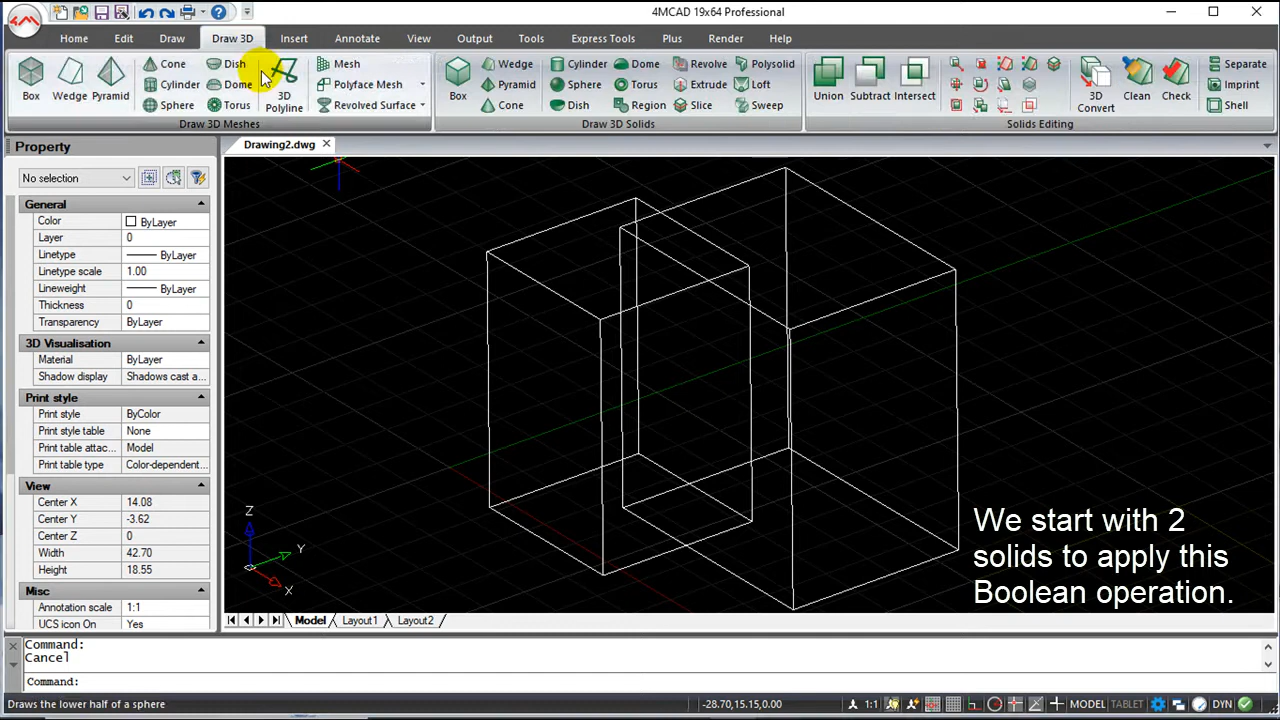 4MCAD 19x64 Professional
Home Edit Draw Draw 3D Insert Annotate View Output Tools Express Tools Plus Render Help
Box Wedge Pyramid Cone Cylinder Sphere Dish Dome Torus 3D Polyline Mesh Polyface Mesh Revolved Surface
Draw 3D Meshes
Box Wedge Pyramid Cone Cylinder Sphere Dish Dome Torus Region Revolve Extrude Slice Polysolid Loft Sweep
Draw 3D Solids
Union Subtract Intersect 3D Convert Clean Check Separate Imprint Shell
Solids Editing
Property
Drawing2.dwg
No selection
General
Color ByLayer
Layer 0
Linetype ByLayer
Linetype scale 1.00
Lineweight ByLayer
Thickness 0
Transparency ByLayer
3D Visualisation
Material ByLayer
Shadow display Shadows cast a...
Print style
Print style ByColor
Print style table None
Print table attac... Model
Print table type Color-dependent...
View
Center X 14.08
Center Y -3.62
Center Z 0
Width 42.70
Height 18.55
Misc
Annotation scale 1:1
UCS icon On Yes
Z
Y
X
We start with 2
solids to apply this
Boolean operation.
Model Layout1 Layout2
Command:
Cancel
Command:
Draws the lower half of a sphere -28.70,15.15,0.00 1:1 MODEL TABLET DYN